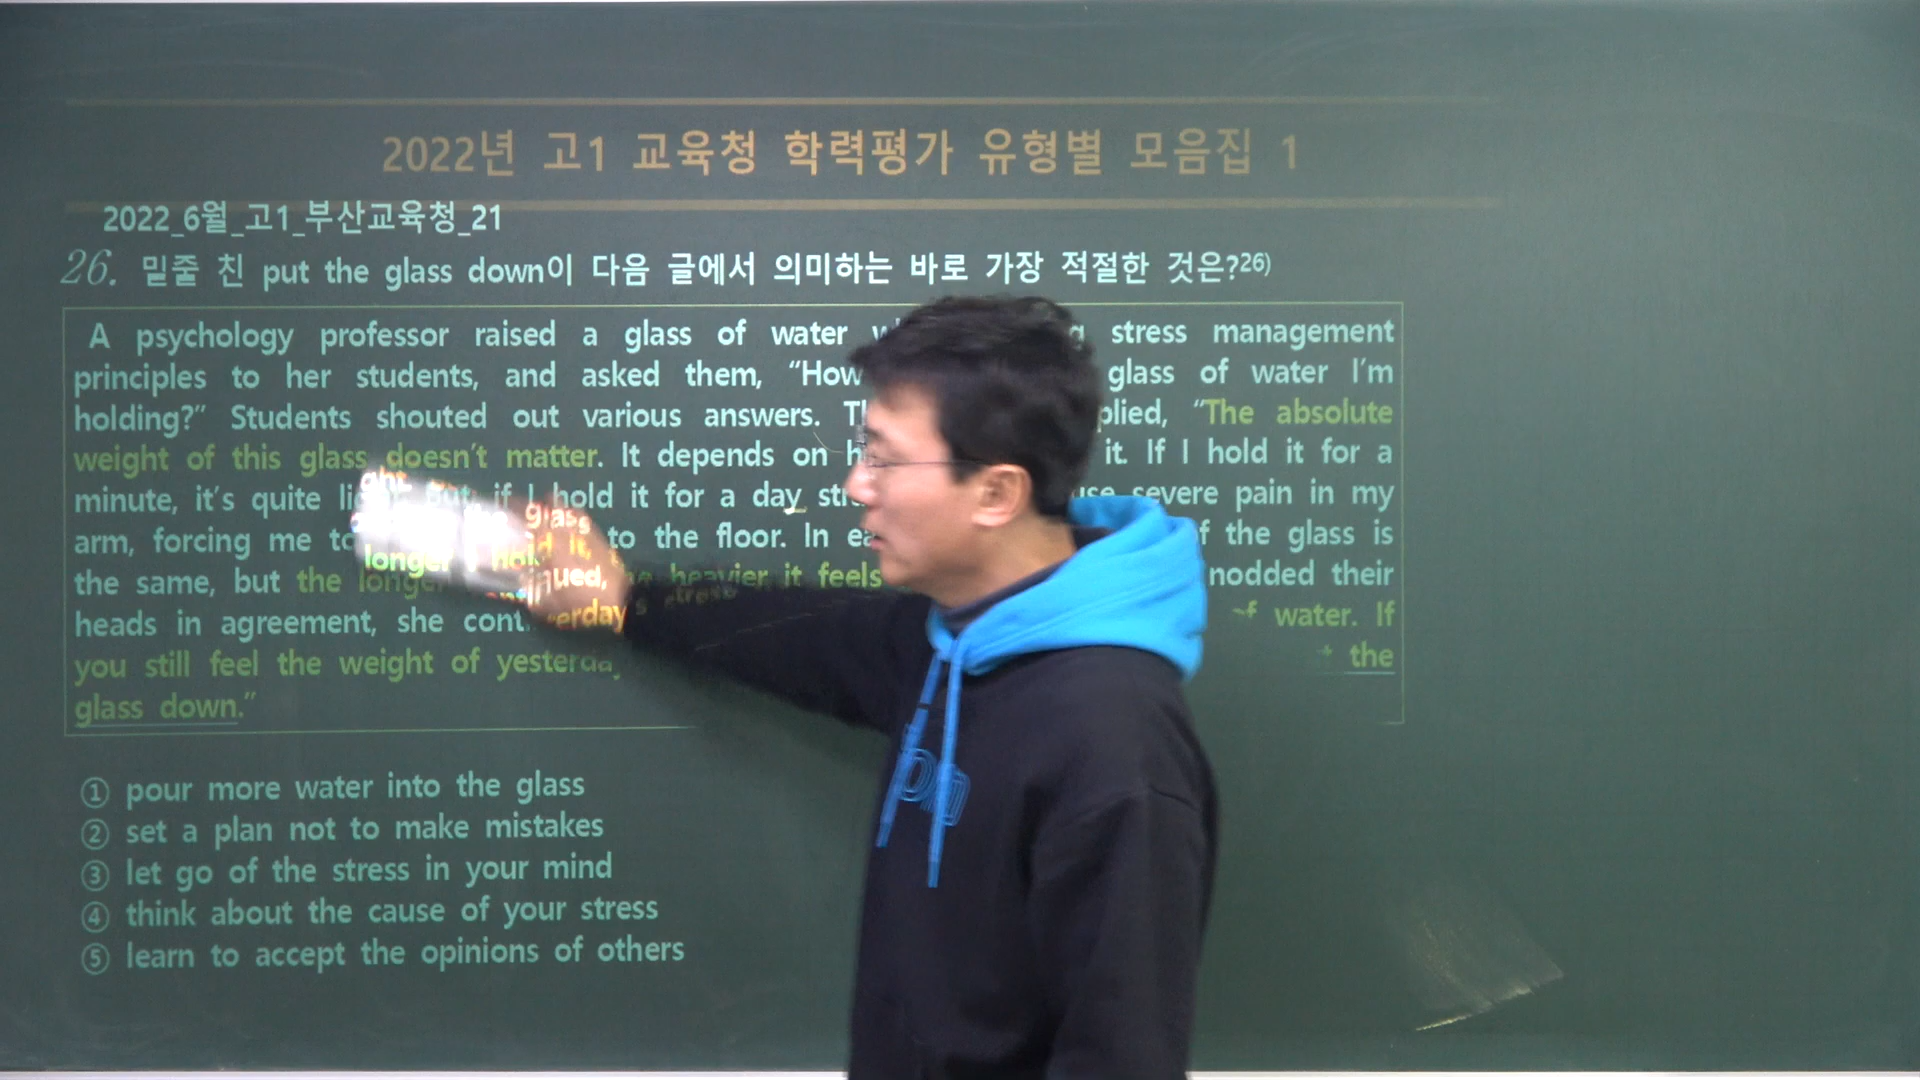 2022년 고1 교육청 학력평가 유형별 모음집 1
2022_6월_고1_부산교육청_21
26. 밑줄 친 put the glass down이 다음 글에서 의미하는 바로 가장 적절한 것은?26)
A psychology professor raised a glass of water stress management
principles to her students, and asked them, “How glass of water I’m
holding?” Students shouted out various answers. “The absolute
weight of this glass doesn’t matter. It depends on it. If I hold it for a
minute, it’s quite if I hold it for a day severe pain in my
arm, forcing me to the floor. In of the glass is
the same, but the longer I hold it, the heavier it feels nodded their
heads in agreement, she of water. If
you still feel the weight of the
glass down.”
① pour more water into the glass
② set a plan not to make mistakes
③ let go of the stress in your mind
④ think about the cause of your stress
⑤ learn to accept the opinions of others